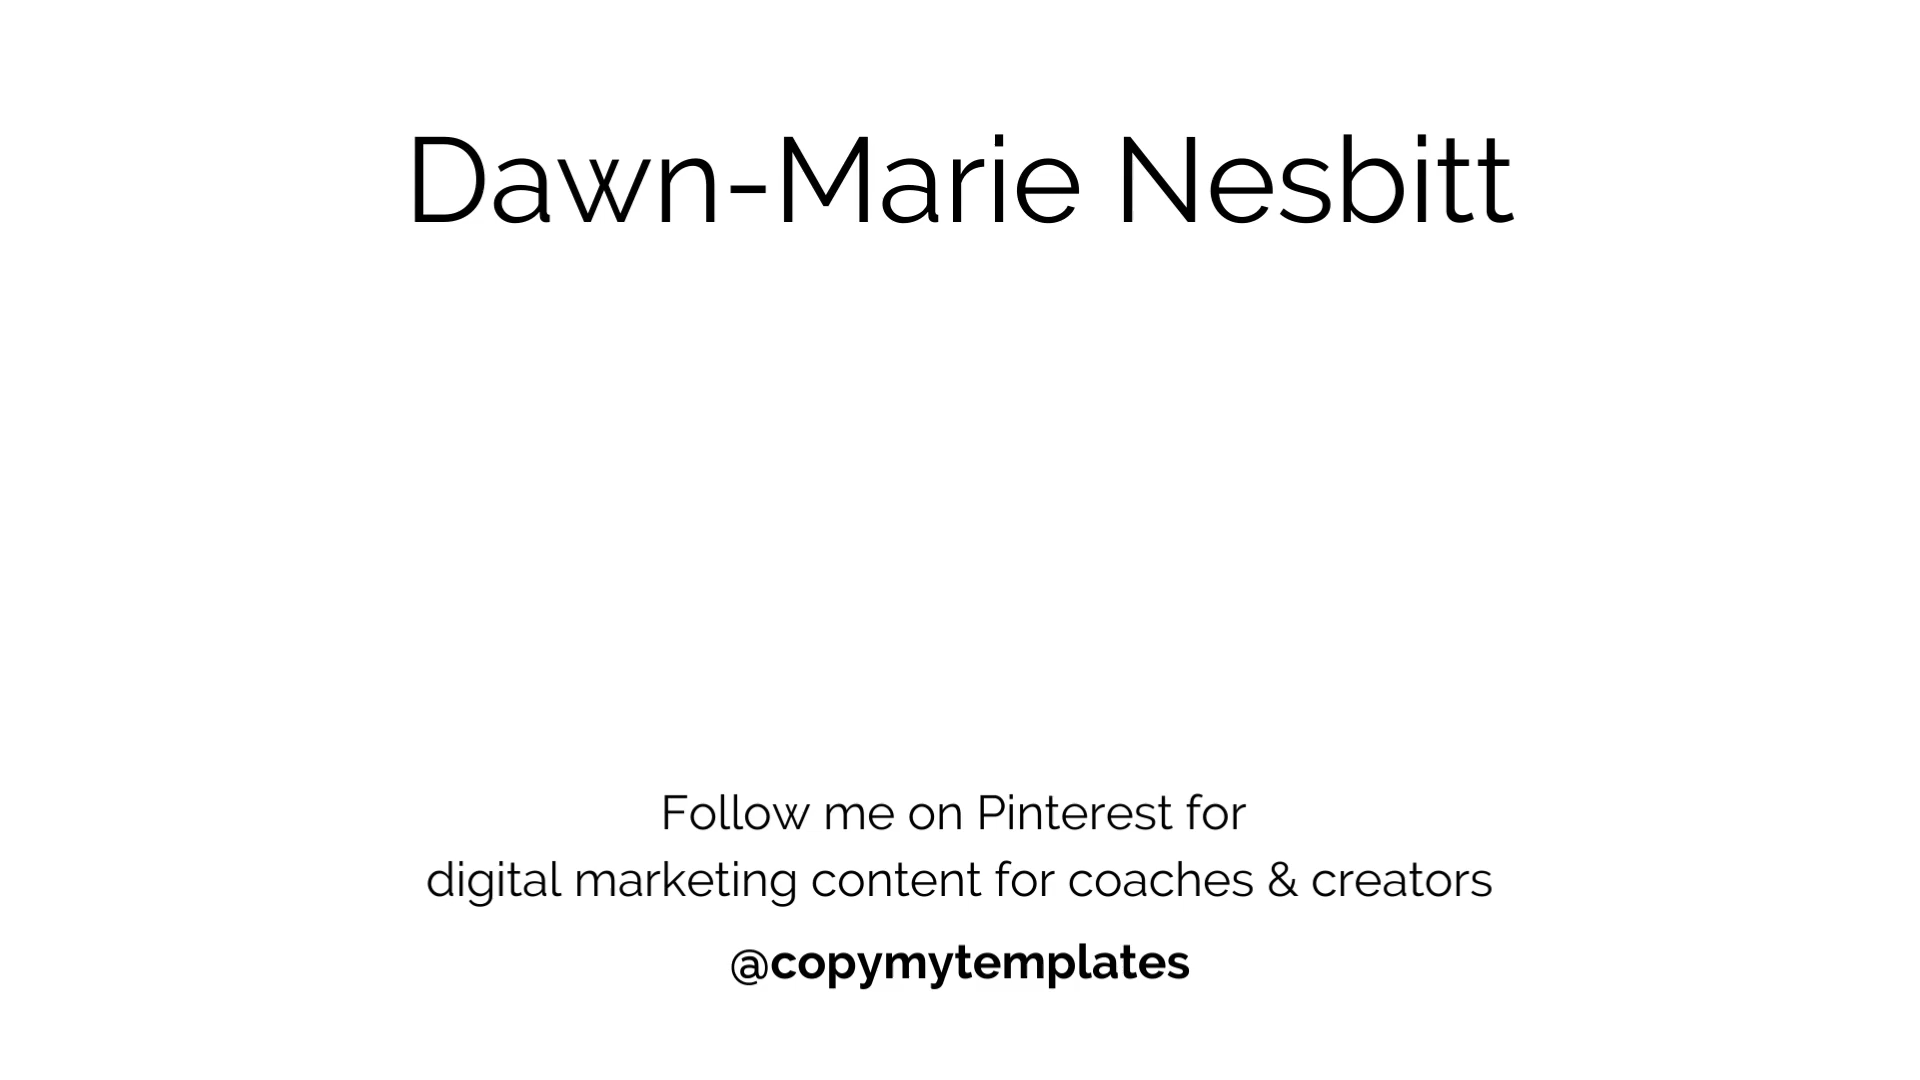 Dawn-Marie Nesbitt
Follow me on Pinterest for
digital marketing content for coaches & creators
@copymytemplates